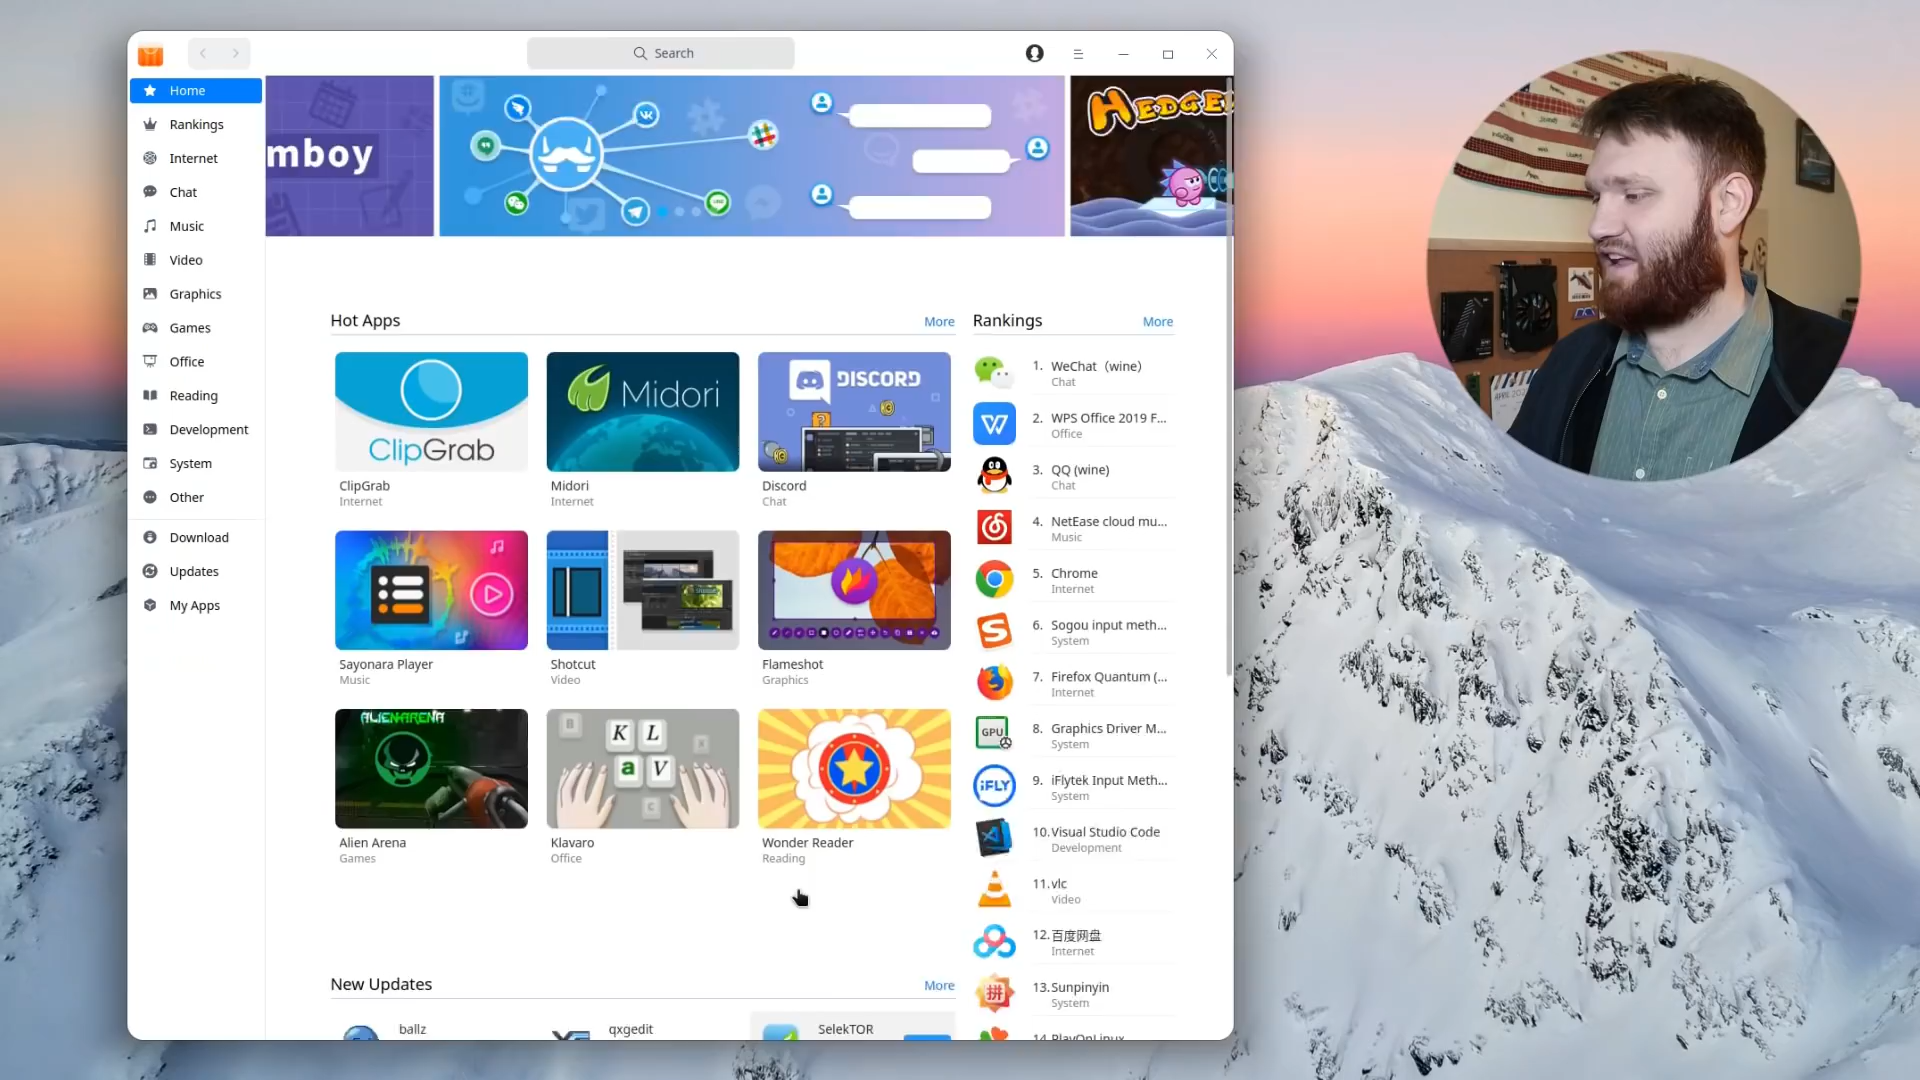 Search
Home
Rankings
Internet
Chat
Music
Video
Graphics
Games
Office
Reading
Development
System
Other
Download
Updates
My Apps
mboy
HEDGE
Hot Apps
More
ClipGrab
ClipGrab
Internet
Midori
Midori
Internet
DISCORD
Discord
Chat
Sayonara Player
Music
Shotcut
Video
Flameshot
Graphics
ALIENARENA
Alien Arena
Games
K L
a V
B
C
Klavaro
Office
Wonder Reader
Reading
Rankings
More
1. WeChat（wine）
Chat
2. WPS Office 2019 F...
Office
3. QQ (wine)
Chat
4. NetEase cloud mu...
Music
5. Chrome
Internet
6. Sogou input meth...
System
7. Firefox Quantum (...
Internet
GPU
8. Graphics Driver M...
System
iFLY
9. iFlytek Input Meth...
System
10. Visual Studio Code
Development
11. vlc
Video
12. 百度网盘
Internet
拼
13. Sunpinyin
System
14. PlayOnLinux
New Updates
More
ballz
qxgedit
SelekTOR